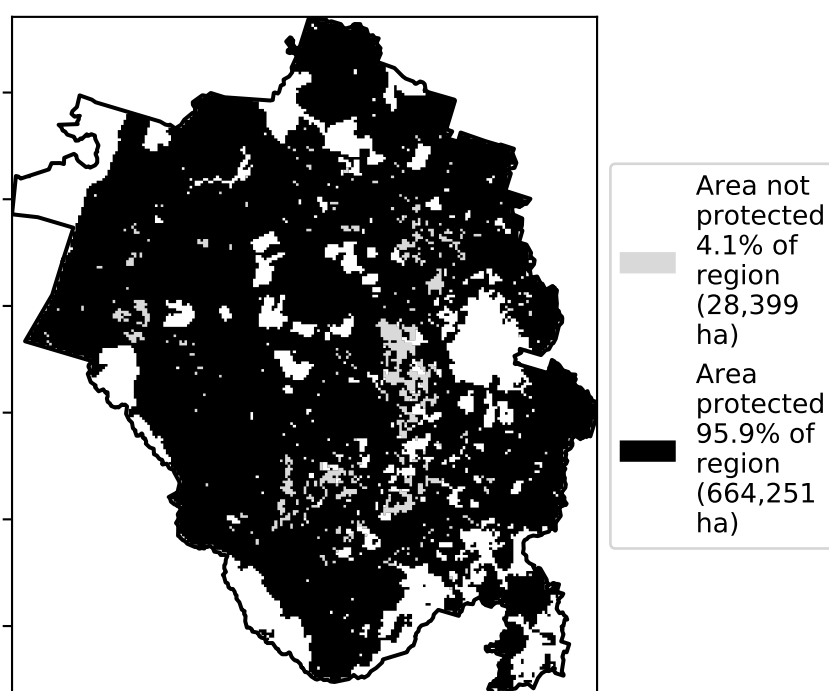 Area not
protected
4.1% of
region
(28,399
ha)
Area
protected
95.9% of
region
(664,251
ha)